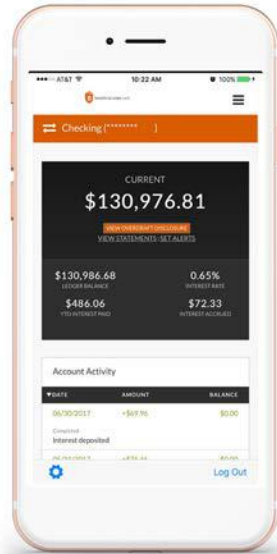 AT&T 10:22 AM 100%
Checking (******** )
CURRENT
$130,976.81
VIEW OVERDRAFT DISCLOSURE
VIEW STATEMENTS | SET ALERTS
$130,986.68 0.65%
LEDGER BALANCE INTEREST RATE
$486.06 $72.33
YTD INTEREST PAID INTEREST ACCRUED
Account Activity
▼DATE AMOUNT BALANCE
06/30/2017 +$69.96 $0.00
Completed
Interest deposited
Log Out